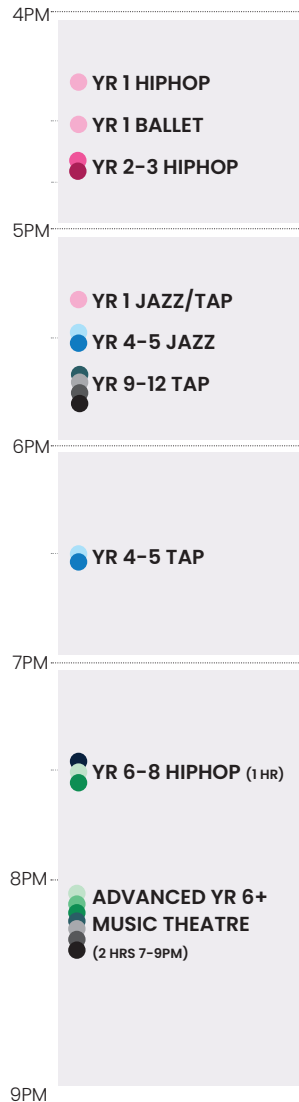 4PM
YR 1 HIPHOP
YR 1 BALLET
YR 2-3 HIPHOP
5PM
YR 1 JAZZ/TAP
YR 4-5 JAZZ
YR 9-12 TAP
6PM
YR 4-5 TAP
7PM
YR 6-8 HIPHOP (1 HR)
8PM
ADVANCED YR 6+
MUSIC THEATRE
(2 HRS 7-9PM)
9PM